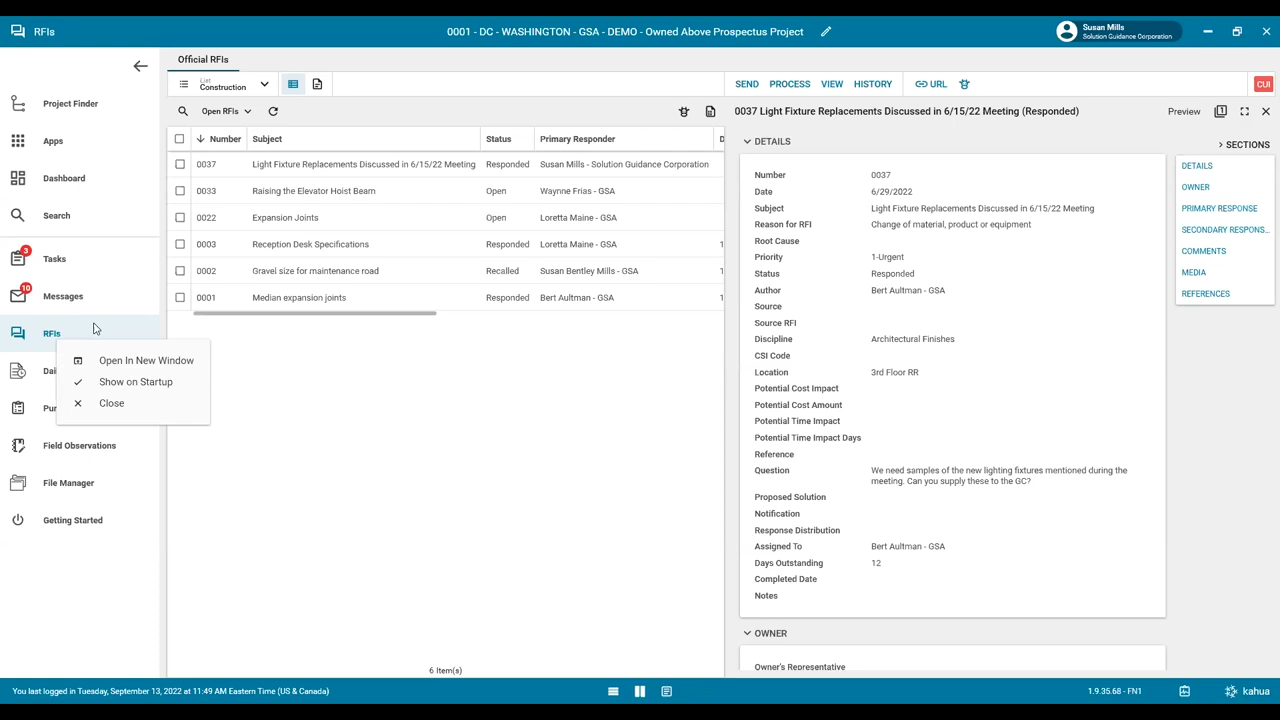 RFIs
0001 - DC - WASHINGTON - GSA - DEMO - Owned Above Prospectus Project
Susan Mills
Solution Guidance Corporation
Project Finder
Apps
Dashboard
Search
3
Tasks
10
Messages
RFIs
Open In New Window
Show on Startup
Close
Dai
Pun
Field Observations
File Manager
Getting Started
Official RFIs
List
Construction
Open RFIs
Number Subject Status Primary Responder D
0037 Light Fixture Replacements Discussed in 6/15/22 Meeting Responded Susan Mills - Solution Guidance Corporation
0033 Raising the Elevator Hoist Beam Open Waynne Frias - GSA
0022 Expansion Joints Open Loretta Maine - GSA
0003 Reception Desk Specifications Responded Loretta Maine - GSA 1
0002 Gravel size for maintenance road Recalled Susan Bentley Mills - GSA 1
0001 Median expansion joints Responded Bert Aultman - GSA 1
6 Item(s)
SEND PROCESS VIEW HISTORY URL CUI
0037 Light Fixture Replacements Discussed in 6/15/22 Meeting (Responded) Preview 1
DETAILS
Number 0037
Date 6/29/2022
Subject Light Fixture Replacements Discussed in 6/15/22 Meeting
Reason for RFI Change of material, product or equipment
Root Cause
Priority 1-Urgent
Status Responded
Author Bert Aultman - GSA
Source
Source RFI
Discipline Architectural Finishes
CSI Code
Location 3rd Floor RR
Potential Cost Impact
Potential Cost Amount
Potential Time Impact
Potential Time Impact Days
Reference
Question We need samples of the new lighting fixtures mentioned during the
meeting. Can you supply these to the GC?
Proposed Solution
Notification
Response Distribution
Assigned To Bert Aultman - GSA
Days Outstanding 12
Completed Date
Notes
OWNER
Owner's Representative
SECTIONS
DETAILS
OWNER
PRIMARY RESPONSE
SECONDARY RESPONS...
COMMENTS
MEDIA
REFERENCES
You last logged in Tuesday, September 13, 2022 at 11:49 AM Eastern Time (US & Canada)
1.9.35.68 - FN1
kahua